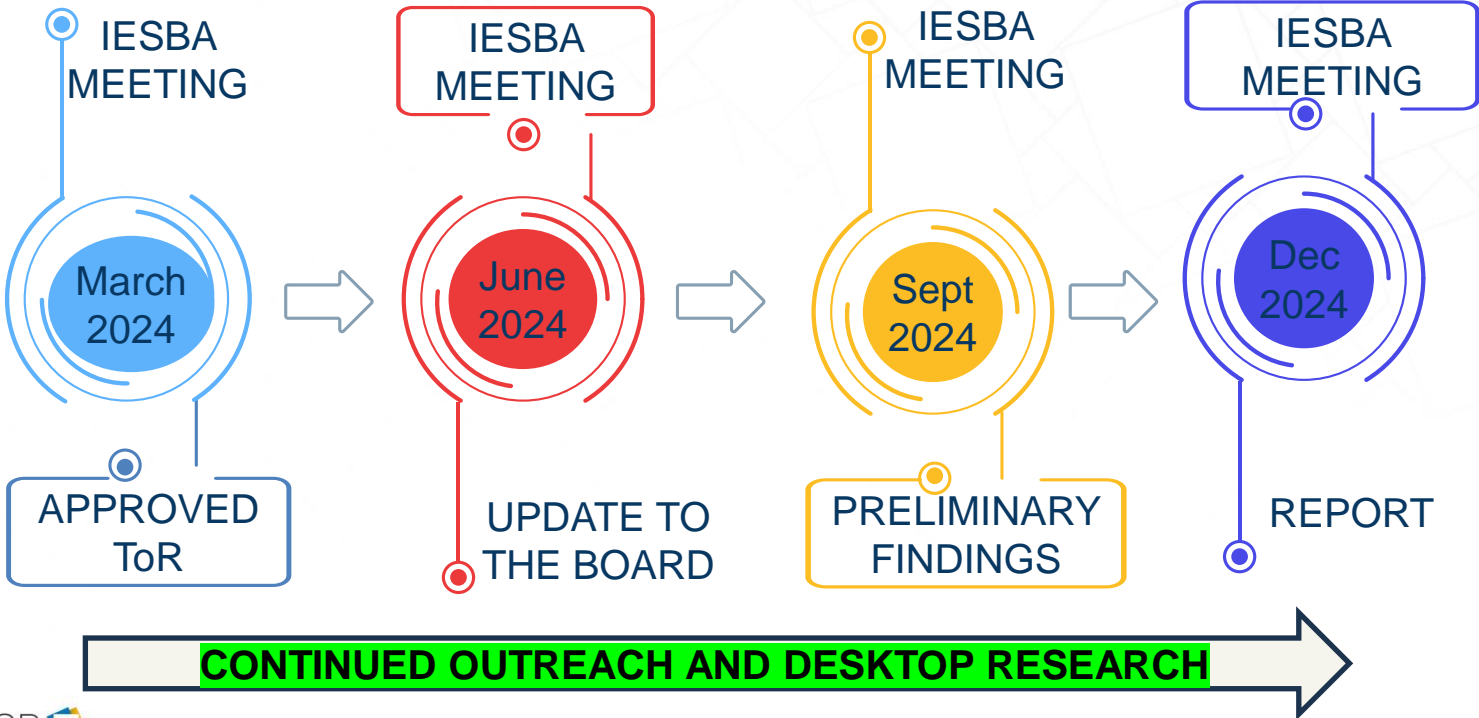 IESBA
MEETING
IESBA
MEETING
IESBA
MEETING
IESBA
MEETING
March
2024
June
2024
Sept
2024
Dec
2024
APPROVED
ToR
UPDATE TO
THE BOARD
PRELIMINARY
FINDINGS
REPORT
CONTINUED OUTREACH AND DESKTOP RESEARCH